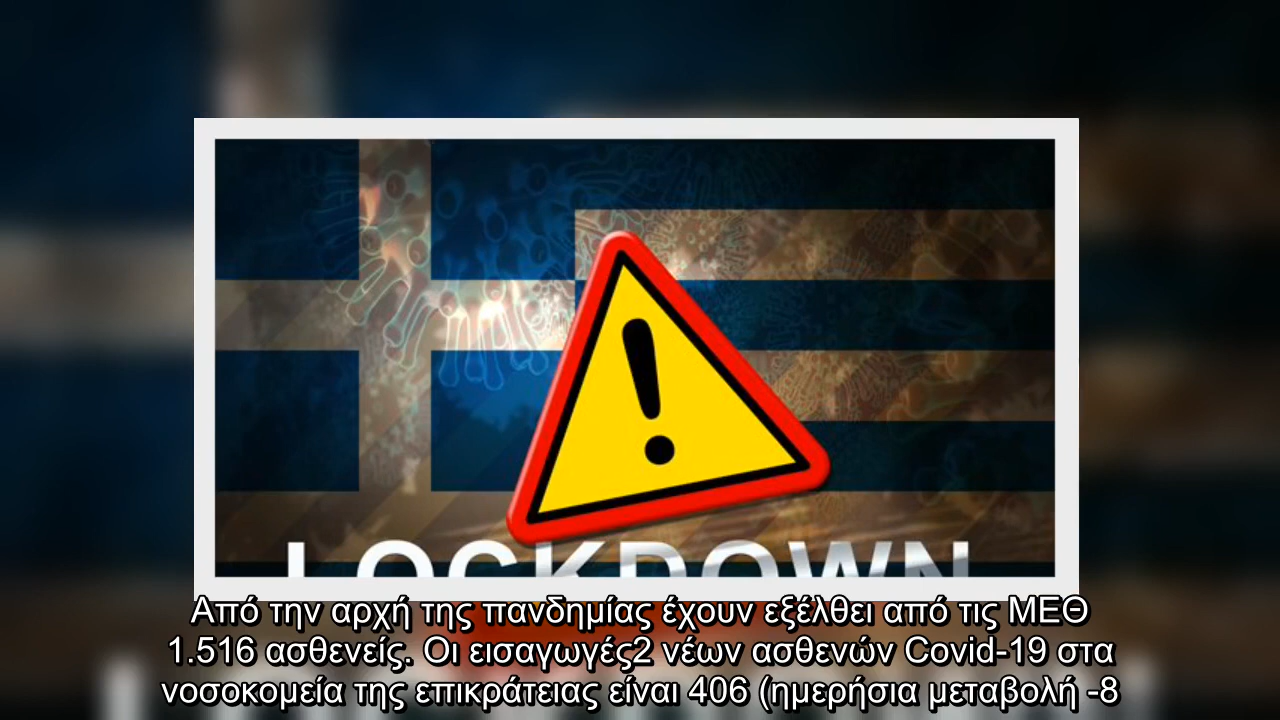 LOCKDOWN
Από την αρχή της πανδημίας έχουν εξέλθει από τις ΜΕΘ
1.516 ασθενείς. Οι εισαγωγές2 νέων ασθενών Covid-19 στα
νοσοκομεία της επικράτειας είναι 406 (ημερήσια μεταβολή -8